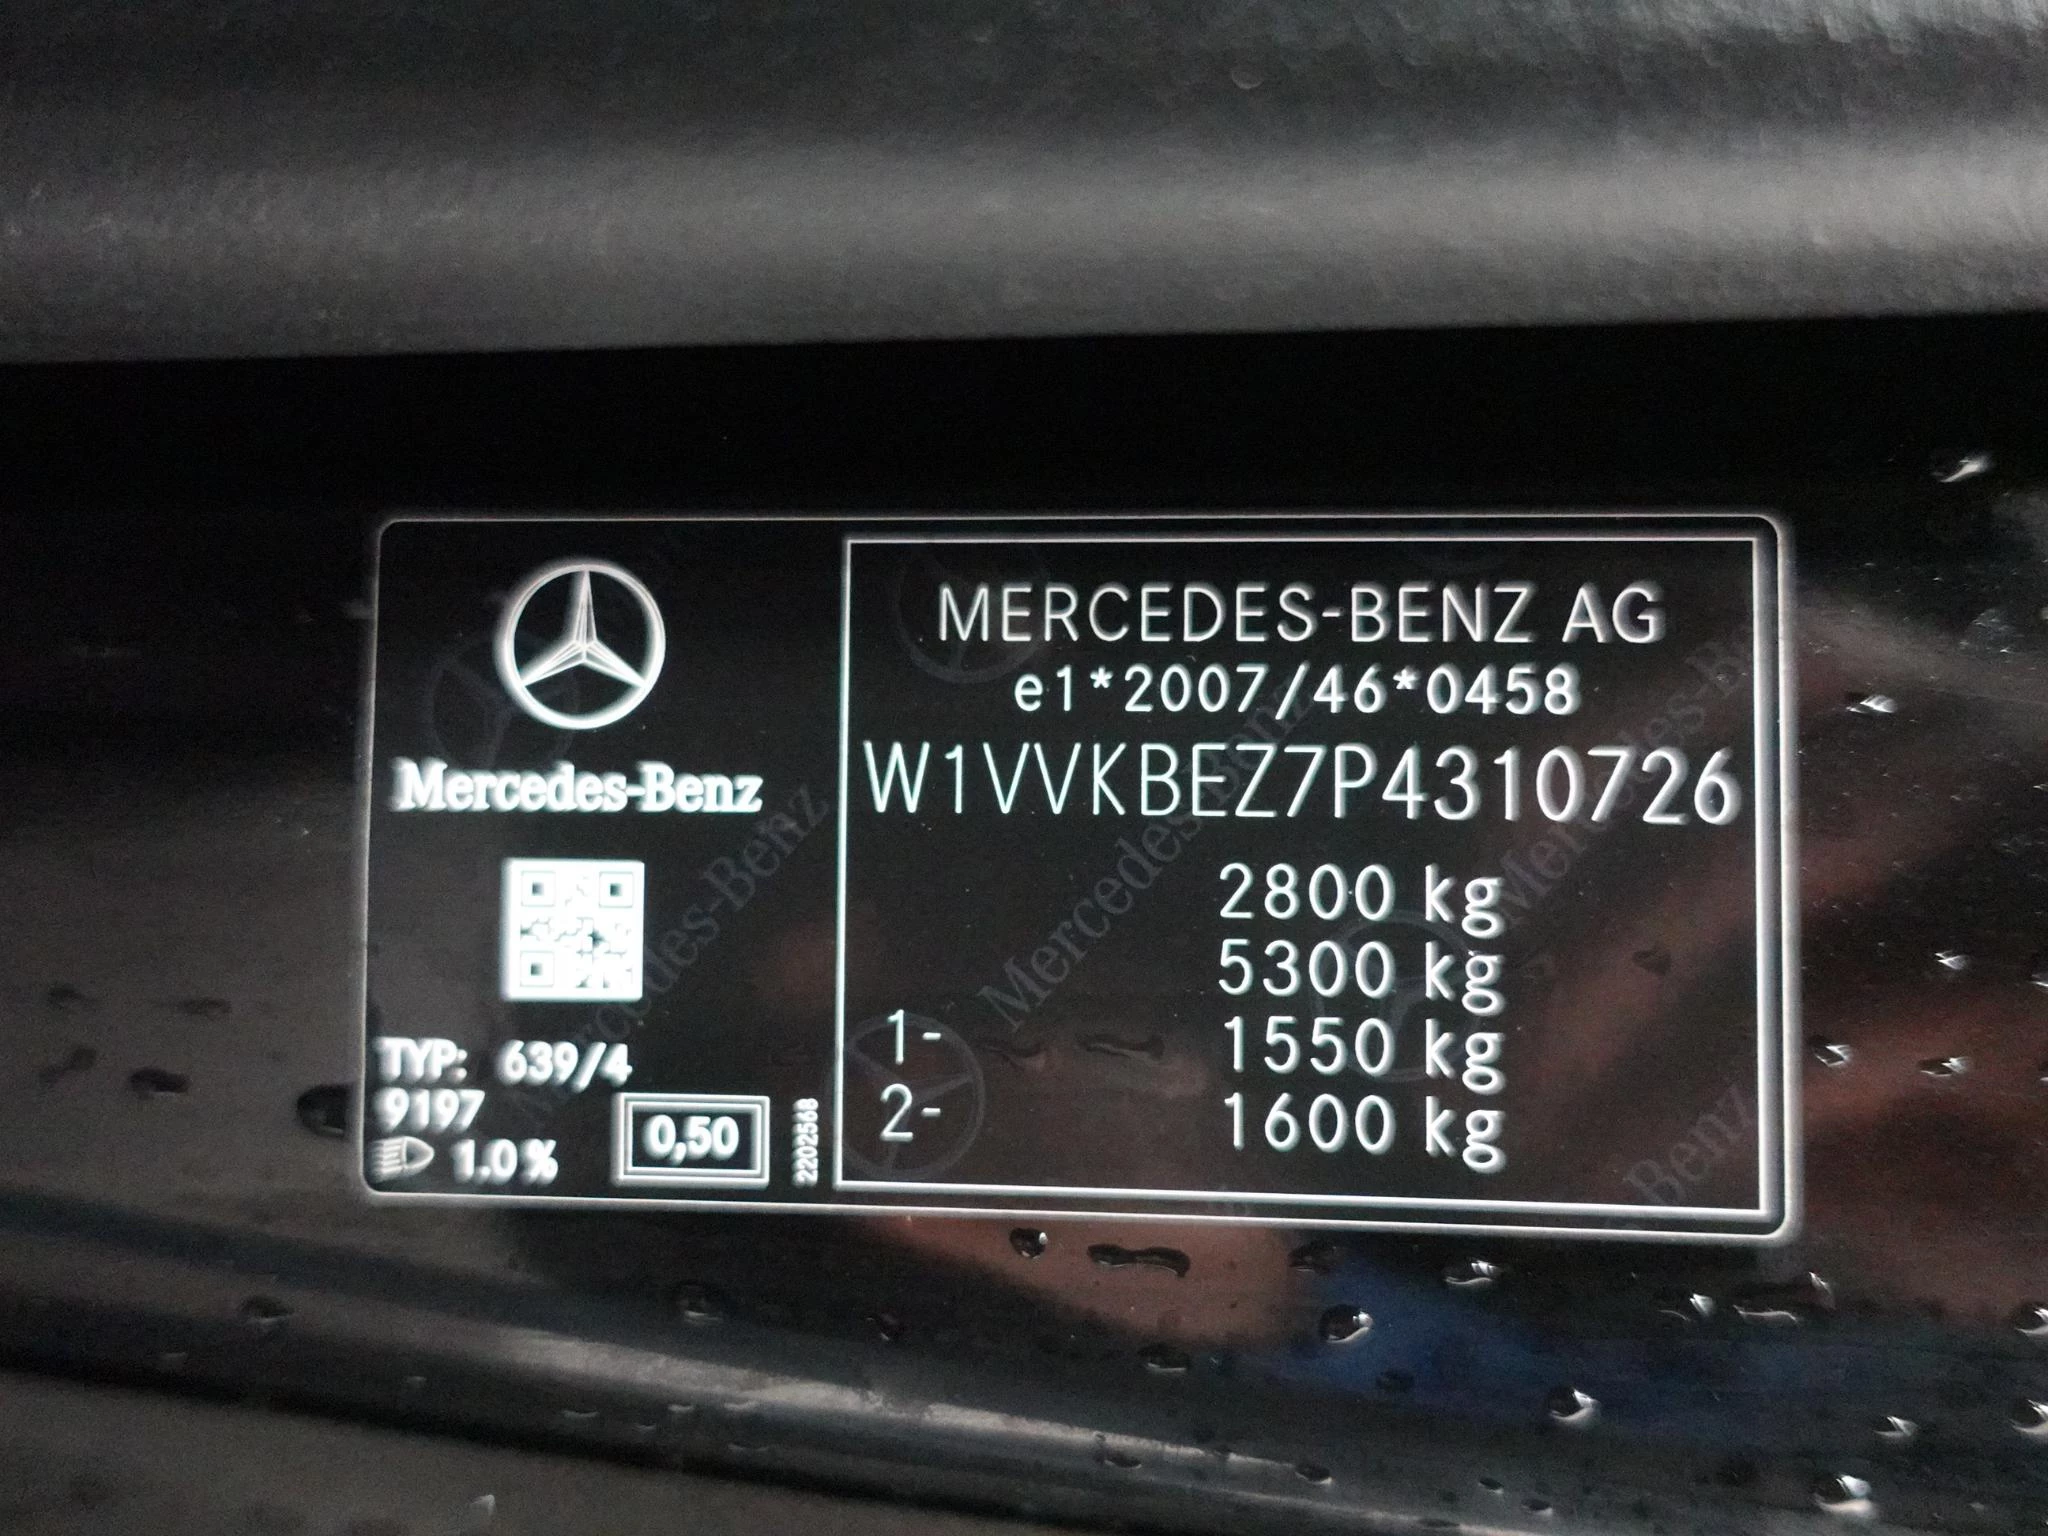 Mercedes-Benz
TYP: 639/4
9197
1.0%
0,50
2202568
MERCEDES-BENZ AG
e1*2007/46*0458
W1VVKBEZ7P4310726
2800 kg
5300 kg
1- 1550 kg
2- 1600 kg